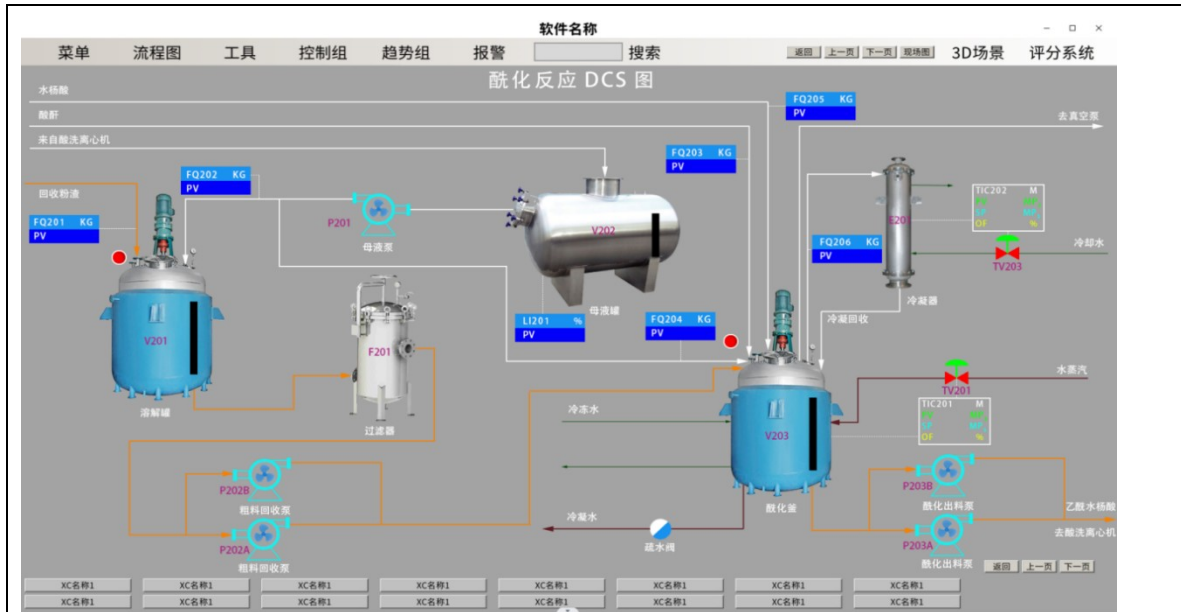 软件名称
菜单 流程图 工具 控制组 趋势组 报警 搜索 返回 上一页 下一页 现场图 3D场景 评分系统
酰化反应 DCS 图
水杨酸
FQ205 KG
PV
酸酐
去真空泵
来自酸洗离心机
FQ203 KG
PV
FQ202 KG
PV
回收粉渣
TIC202 M
PV
SP
OF %
E201
P201
FQ201 KG
PV
V202
母液泵
FQ206 KG
PV
冷却水
TV203
冷凝器
母液罐
LI201 %
PV
FQ204 KG
PV
冷凝回收
V201
F201
水蒸汽
TV201
TIC201 M
PV
SP
OF %
溶解罐
冷冻水
过滤器
V203
P202B
粗料回收泵
P203B
酰化出料泵
酰化釜
乙酰水杨酸
冷凝水
去酸洗离心机
P202A
粗料回收泵
疏水阀
P203A
酰化出料泵
返回 上一页 下一页
XC名称1 XC名称1 XC名称1 XC名称1 XC名称1 XC名称1 XC名称1 XC名称1
XC名称1 XC名称1 XC名称1 XC名称1 XC名称1 XC名称1 XC名称1 XC名称1